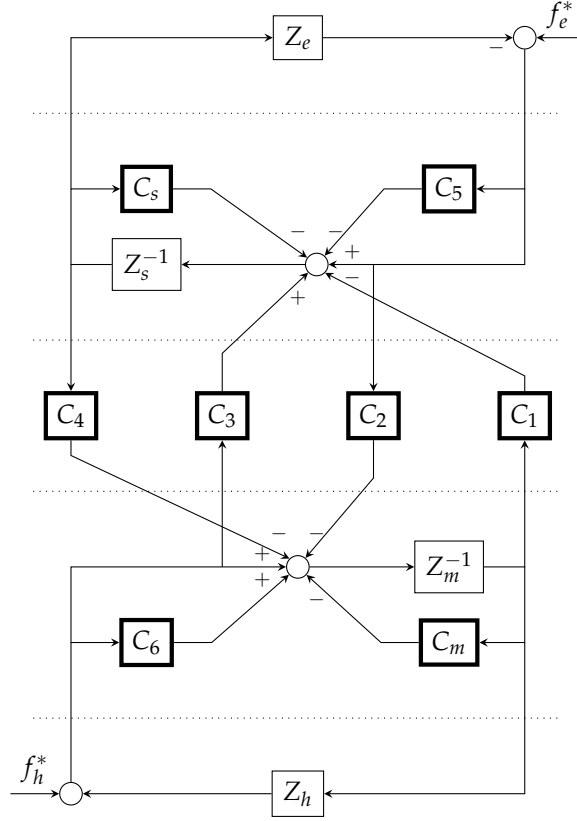 f_e^*
Z_e
−
C_s
C_5
− −
+
Z_s^{-1}
−
+
C_4
C_3
C_2
C_1
− −
+
+
Z_m^{-1}
−
C_6
C_m
f_h^*
Z_h